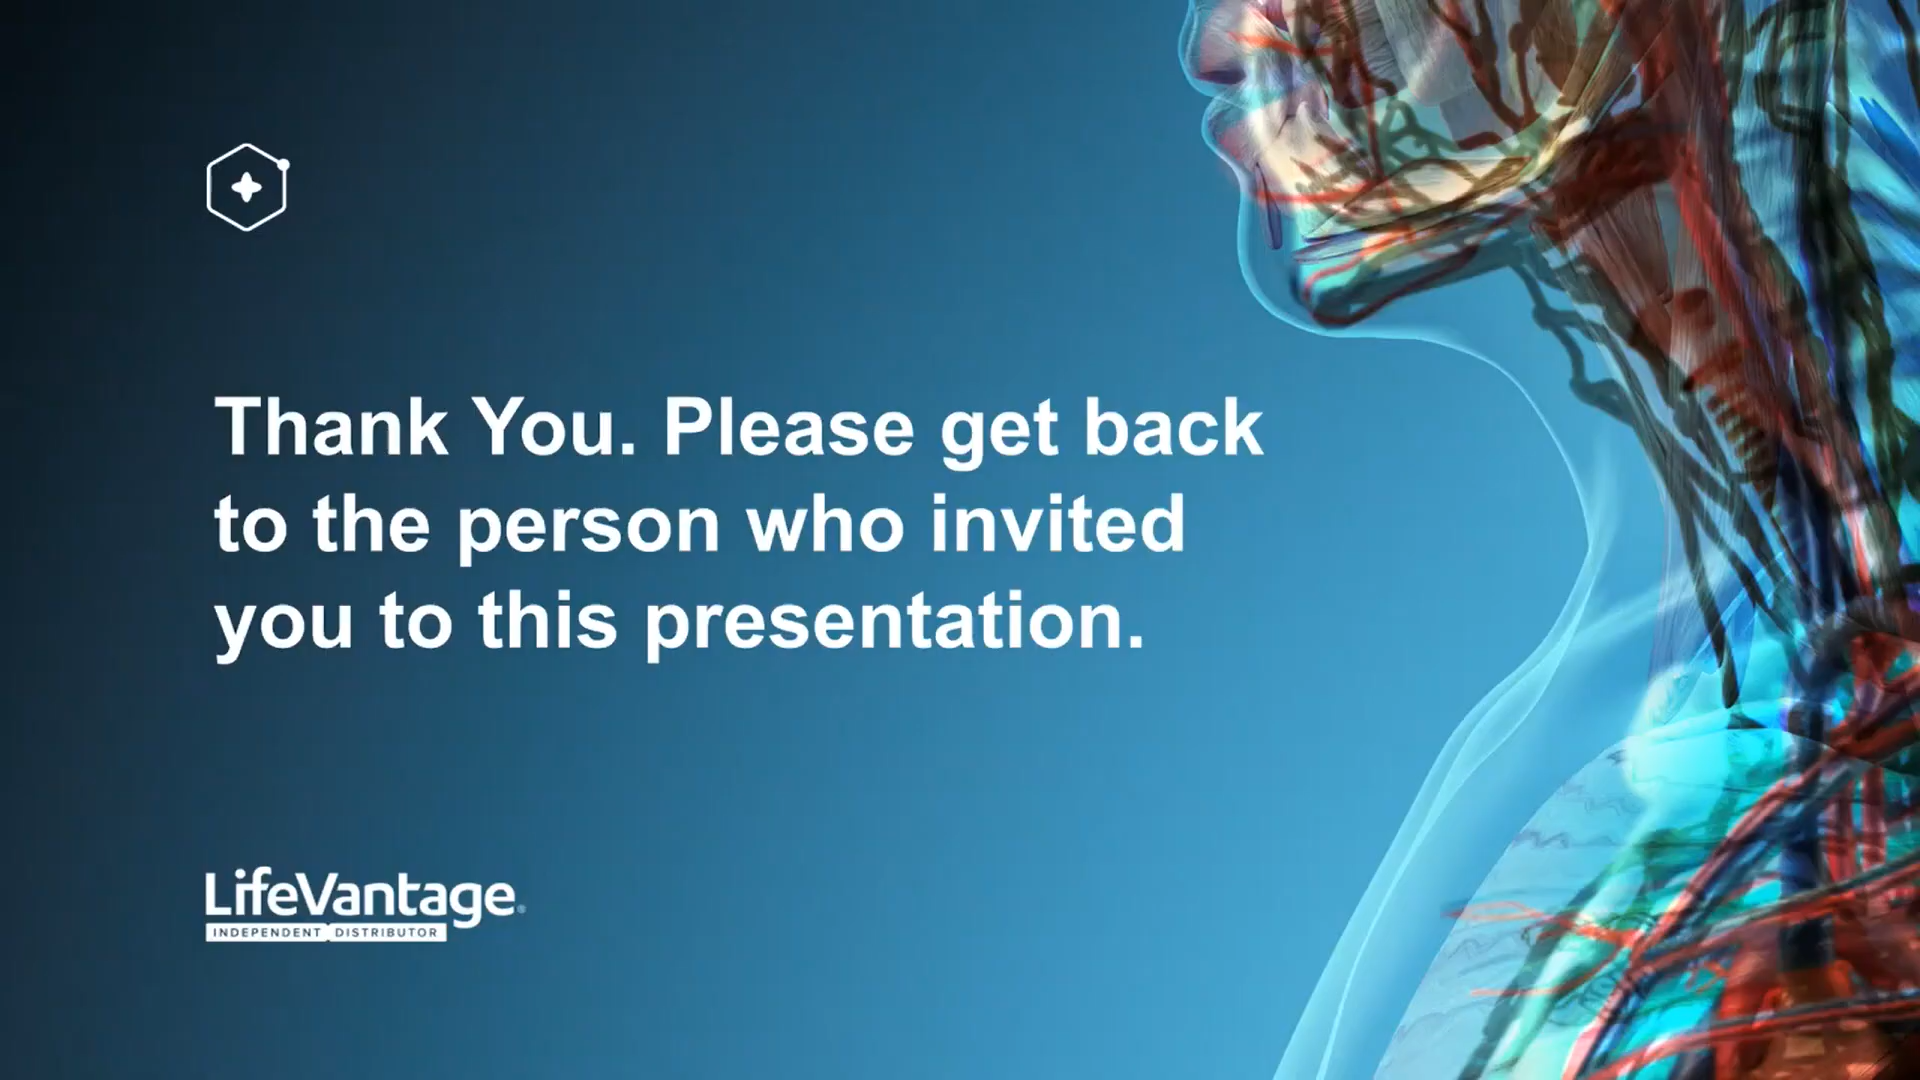 Thank You. Please get back
to the person who invited
you to this presentation.
LifeVantage®
INDEPENDENT DISTRIBUTOR